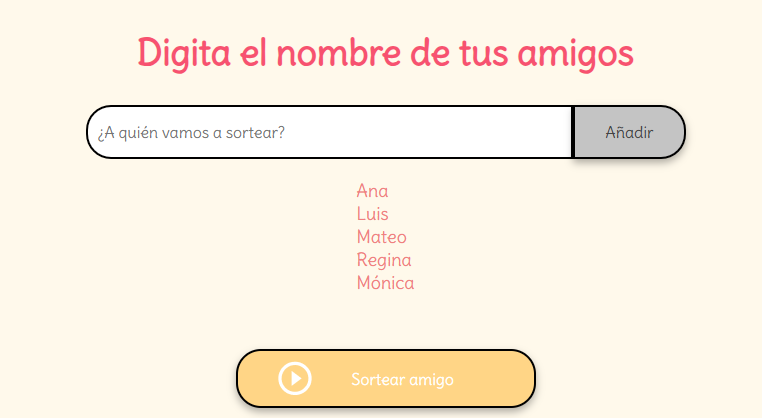 Digita el nombre de tus amigos
¿A quién vamos a sortear?
Añadir
Ana
Luis
Mateo
Regina
Mónica
Sortear amigo